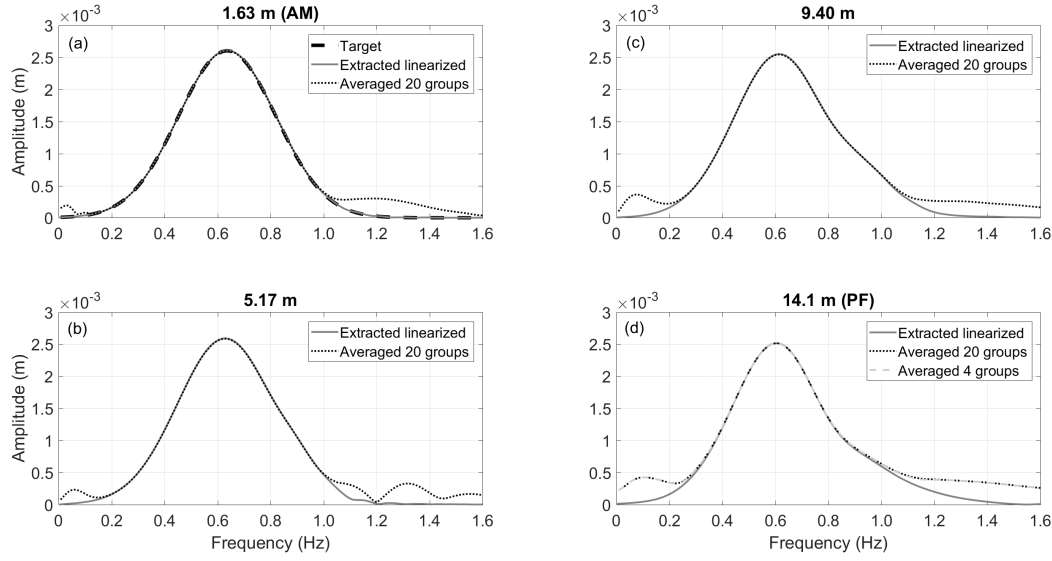 1.63 m (AM)
×10⁻³
(a)
3
2.5
2
1.5
1
0.5
0
Amplitude (m)
Target
Extracted linearized
Averaged 20 groups
0 0.2 0.4 0.6 0.8 1.0 1.2 1.4 1.6
9.40 m
×10⁻³
(c)
3
2.5
2
1.5
1
0.5
0
Extracted linearized
Averaged 20 groups
0 0.2 0.4 0.6 0.8 1.0 1.2 1.4 1.6
5.17 m
×10⁻³
(b)
3
2.5
2
1.5
1
0.5
0
Amplitude (m)
Extracted linearized
Averaged 20 groups
0 0.2 0.4 0.6 0.8 1.0 1.2 1.4 1.6
Frequency (Hz)
14.1 m (PF)
×10⁻³
(d)
3
2.5
2
1.5
1
0.5
0
Extracted linearized
Averaged 20 groups
Averaged 4 groups
0 0.2 0.4 0.6 0.8 1.0 1.2 1.4 1.6
Frequency (Hz)